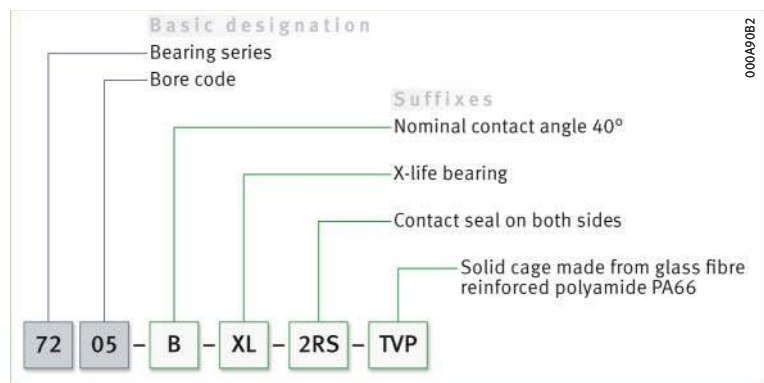 Basic designation
Bearing series
Bore code
Suffixes
Nominal contact angle 40°
X-life bearing
Contact seal on both sides
Solid cage made from glass fibre
reinforced polyamide PA66
72 05 – B – XL – 2RS – TVP
000A90B2